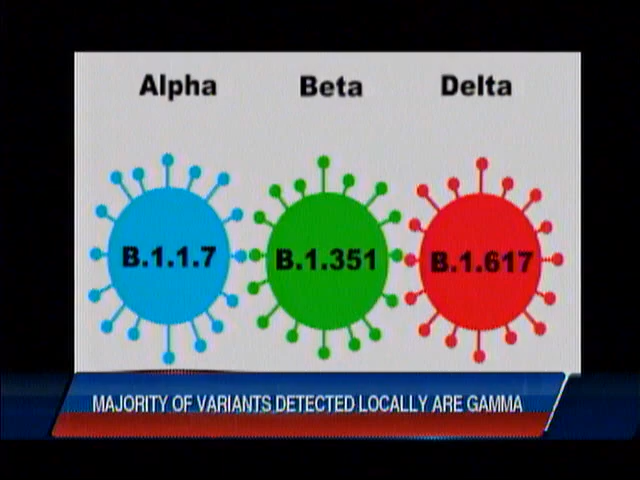 Alpha Beta Delta
B.1.1.7 B.1.351 B.1.617
MAJORITY OF VARIANTS DETECTED LOCALLY ARE GAMMA